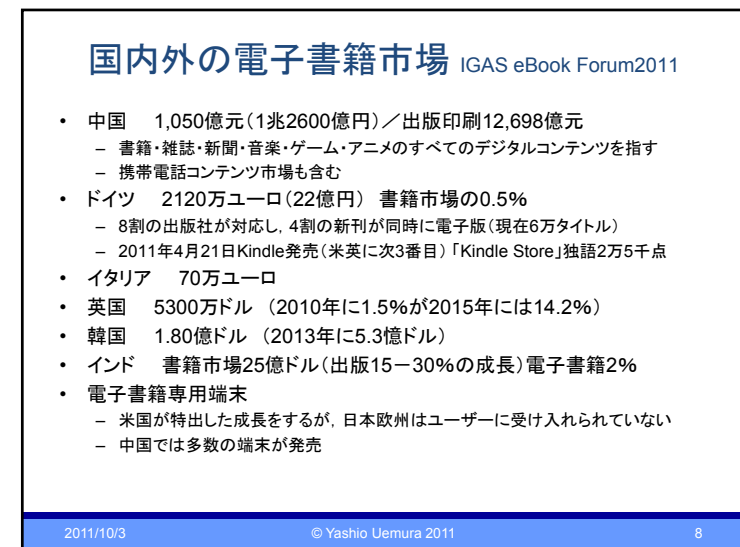 国内外の電子書籍市場 IGAS eBook Forum2011
• 中国 1,050億元(1兆2600億円)／出版印刷12,698億元
– 書籍・雑誌・新聞・音楽・ゲーム・アニメのすべてのデジタルコンテンツを指す
– 携帯電話コンテンツ市場も含む
• ドイツ 2120万ユーロ(22億円) 書籍市場の0.5%
– 8割の出版社が対応し，4割の新刊が同時に電子版(現在6万タイトル)
– 2011年4月21日Kindle発売(米英に次3番目)「Kindle Store」独語2万5千点
• イタリア 70万ユーロ
• 英国 5300万ドル (2010年に1.5%が2015年には14.2%)
• 韓国 1.80億ドル (2013年に5.3憶ドル)
• インド 書籍市場25億ドル(出版15－30%の成長)電子書籍2%
• 電子書籍専用端末
– 米国が特出した成長をするが，日本欧州はユーザーに受け入れられていない
– 中国では多数の端末が発売
2011/10/3 © Yashio Uemura 2011 8